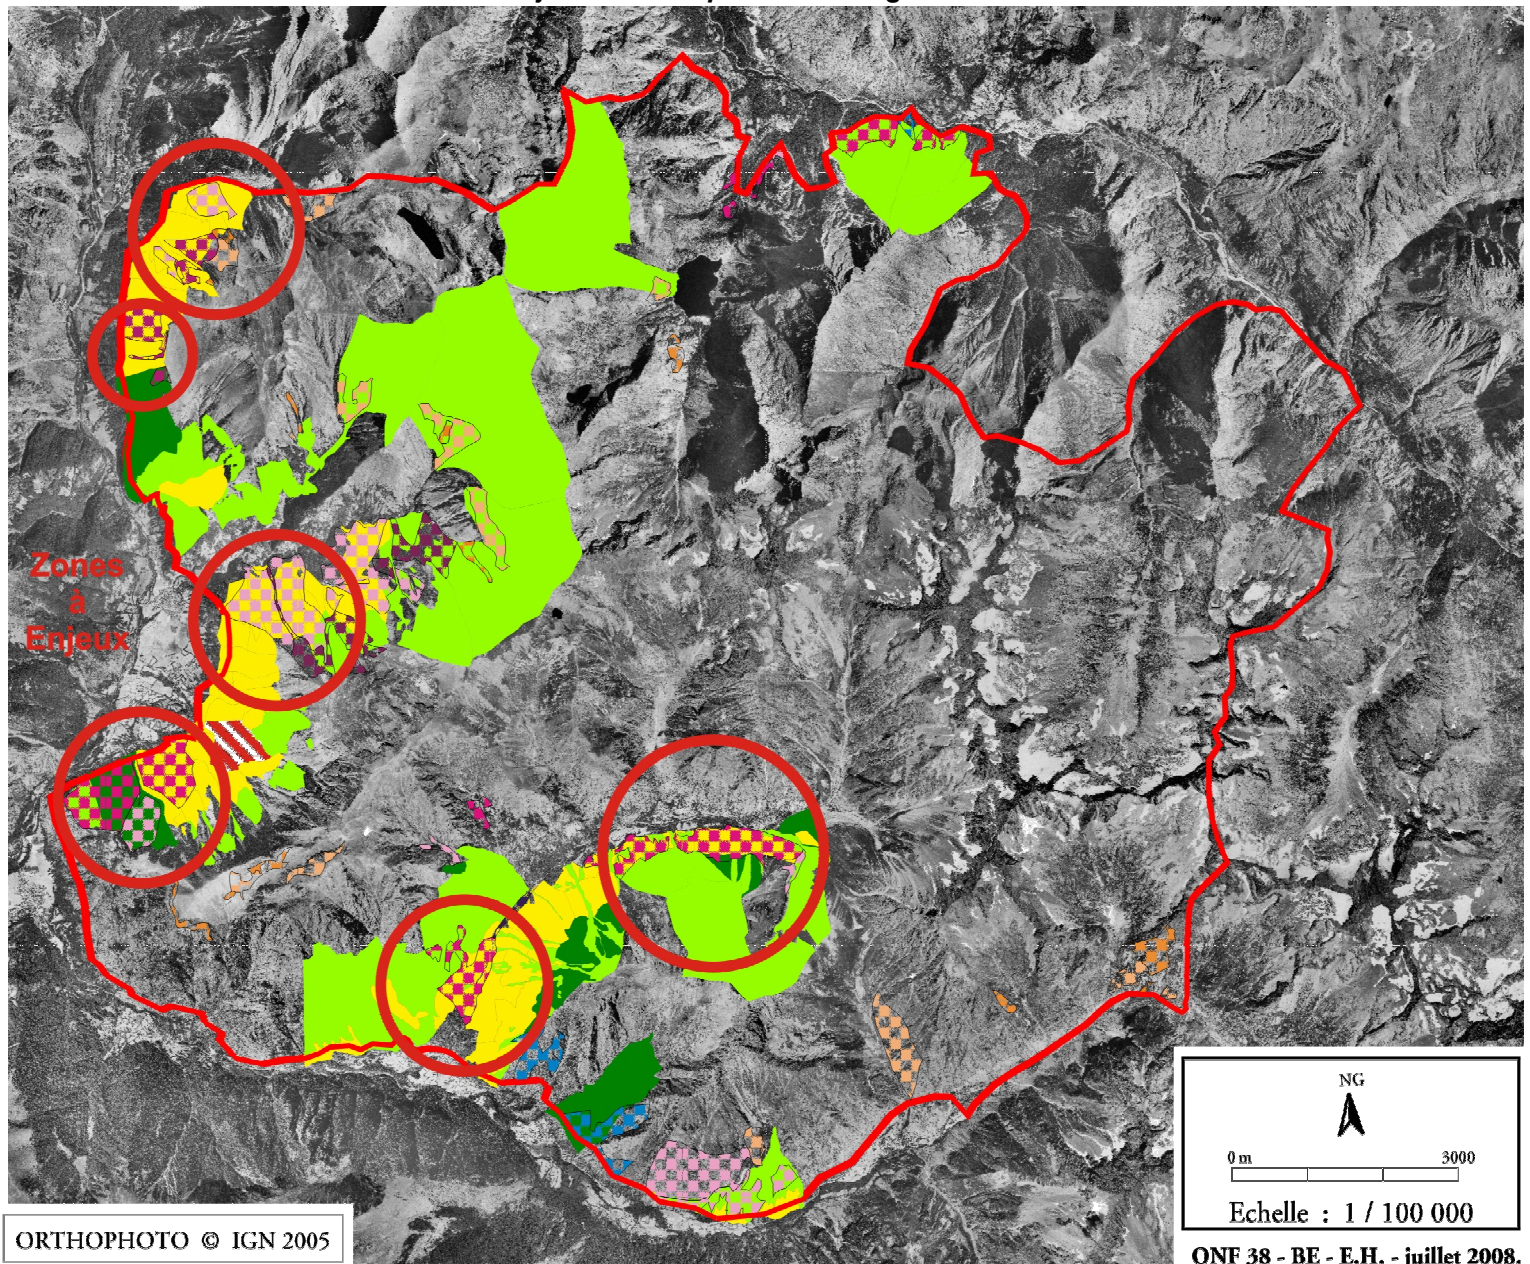 Zones
à
Enjeux
NG
0 m 3000
Echelle : 1 / 100 000
ORTHOPHOTO © IGN 2005
ONF 38 - BE - E.H. - juillet 2008.